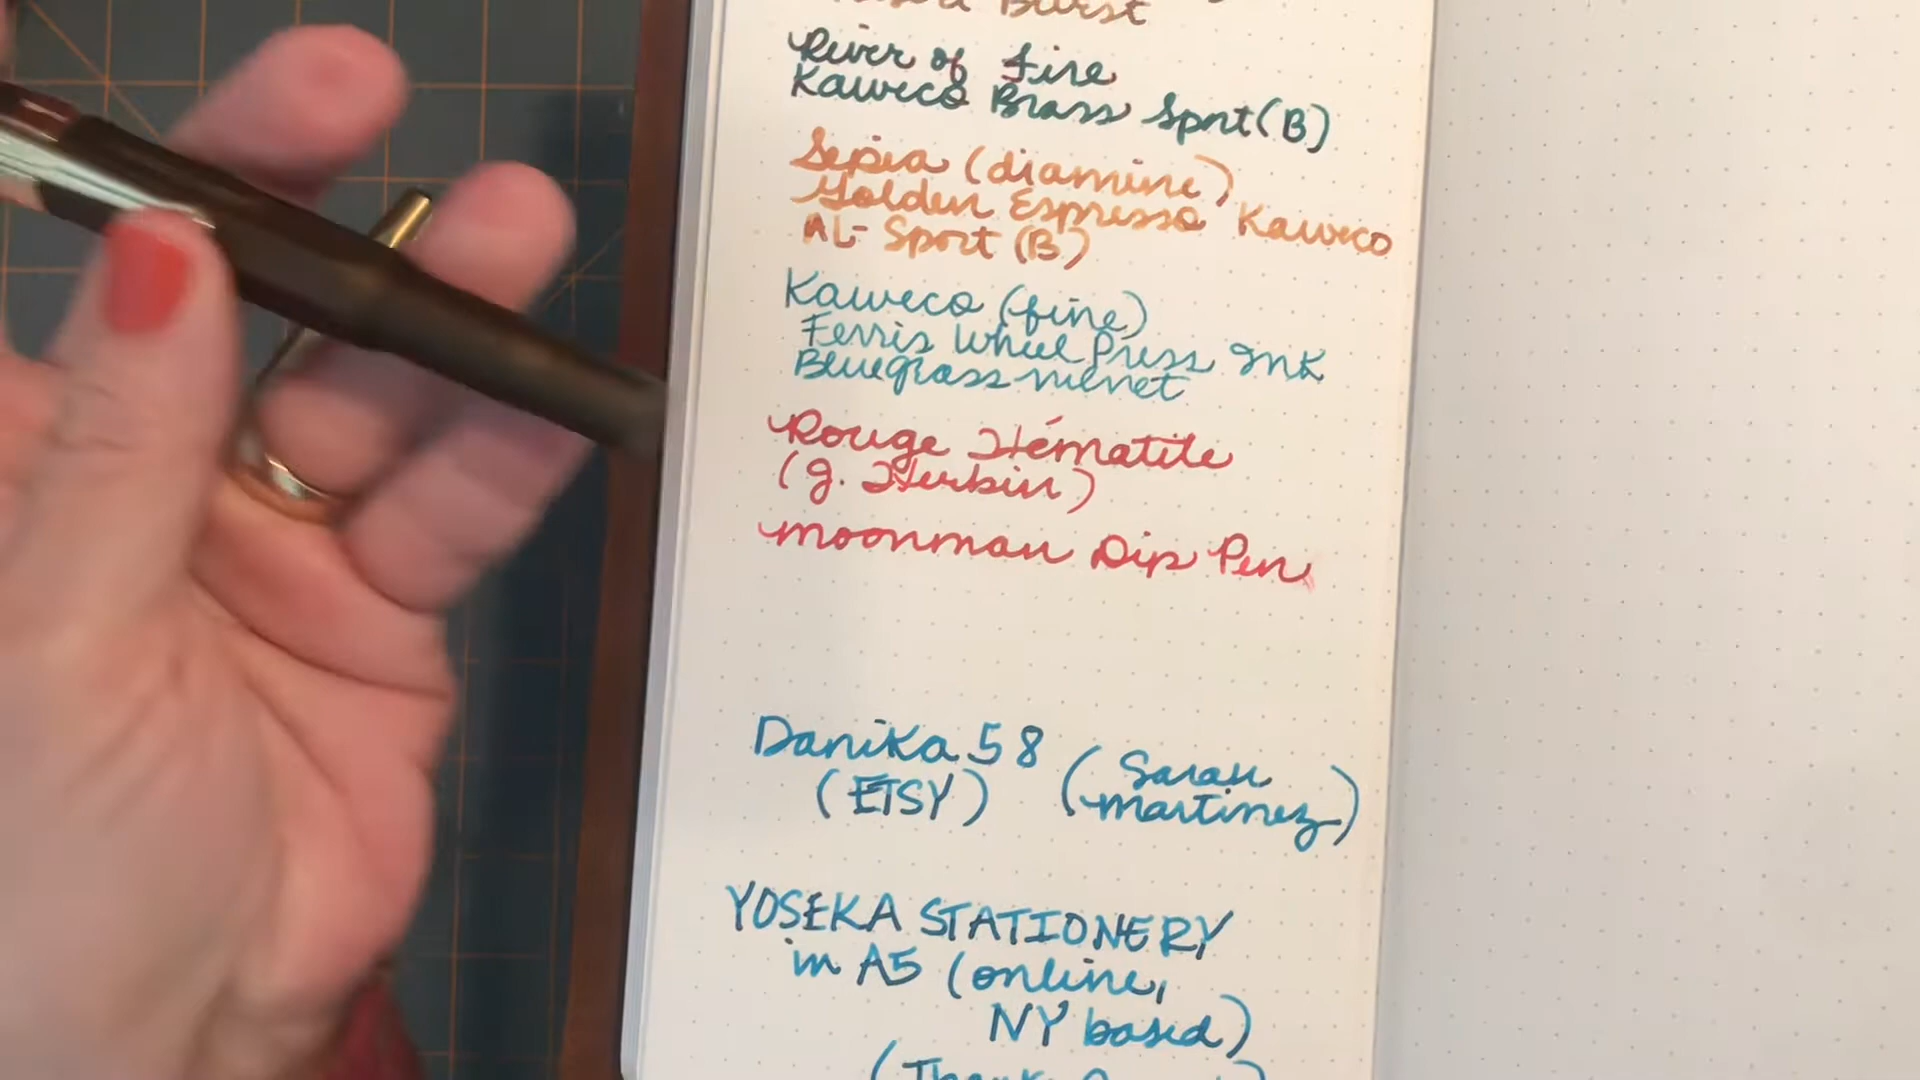 Burst
River of Fire
Kaweco Brass Sport (B)
Sepia (diamine)
Golden Espresso Kaweco
AL-Sport (B)
Kaweco (fine)
Ferris Wheel Press Ink
Bluegrass Velvet
Rouge Hématite
(J. Herbin)
moonman Dip Pen
Danika 58 (Sarah
(ETSY) Martinez)
YOSEKA STATIONERY
in A5 (online,
NY based)